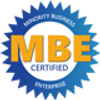 MINORITY BUSINESS
MBE
CERTIFIED
ENTERPRISE